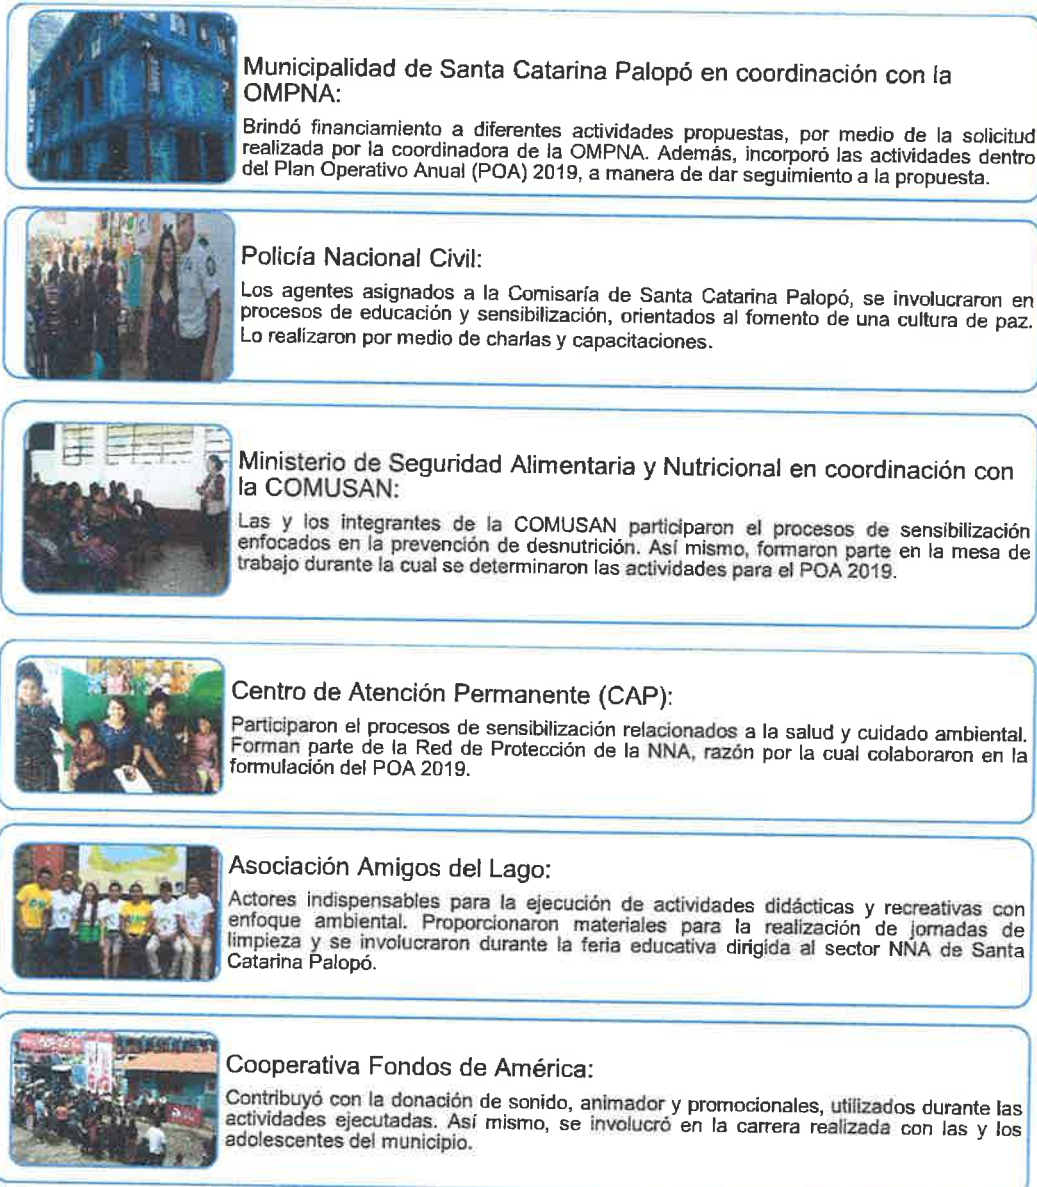 Municipalidad de Santa Catarina Palopó en coordinación con la
OMPNA:
Brindó financiamiento a diferentes actividades propuestas, por medio de la solicitud
realizada por la coordinadora de la OMPNA. Además, incorporó las actividades dentro
del Plan Operativo Anual (POA) 2019, a manera de dar seguimiento a la propuesta.
Policía Nacional Civil:
Los agentes asignados a la Comisaría de Santa Catarina Palopó, se involucraron en
procesos de educación y sensibilización, orientados al fomento de una cultura de paz.
Lo realizaron por medio de charlas y capacitaciones.
Ministerio de Seguridad Alimentaria y Nutricional en coordinación con
la COMUSAN:
Las y los integrantes de la COMUSAN participaron el procesos de sensibilización
enfocados en la prevención de desnutrición. Así mismo, formaron parte en la mesa de
trabajo durante la cual se determinaron las actividades para el POA 2019.
Centro de Atención Permanente (CAP):
Participaron el procesos de sensibilización relacionados a la salud y cuidado ambiental.
Forman parte de la Red de Protección de la NNA, razón por la cual colaboraron en la
formulación del POA 2019.
Asociación Amigos del Lago:
Actores indispensables para la ejecución de actividades didácticas y recreativas con
enfoque ambiental. Proporcionaron materiales para la realización de jornadas de
limpieza y se involucraron durante la feria educativa dirigida al sector NNA de Santa
Catarina Palopó.
Cooperativa Fondos de América:
Contribuyó con la donación de sonido, animador y promocionales, utilizados durante las
actividades ejecutadas. Así mismo, se involucró en la carrera realizada con las y los
adolescentes del municipio.